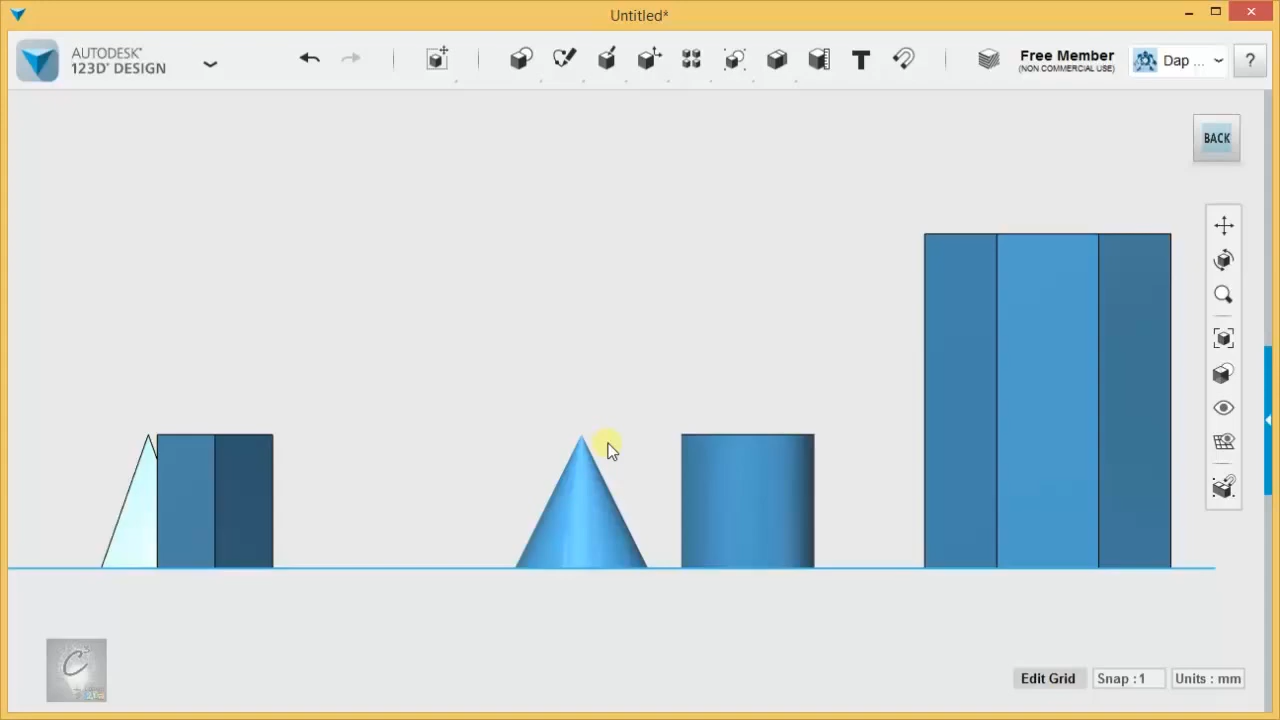 Untitled*
AUTODESK®
123D® DESIGN
T
Free Member
(NON COMMERCIAL USE)
Dap ...
?
BACK
Edit Grid
Snap : 1
Units : mm